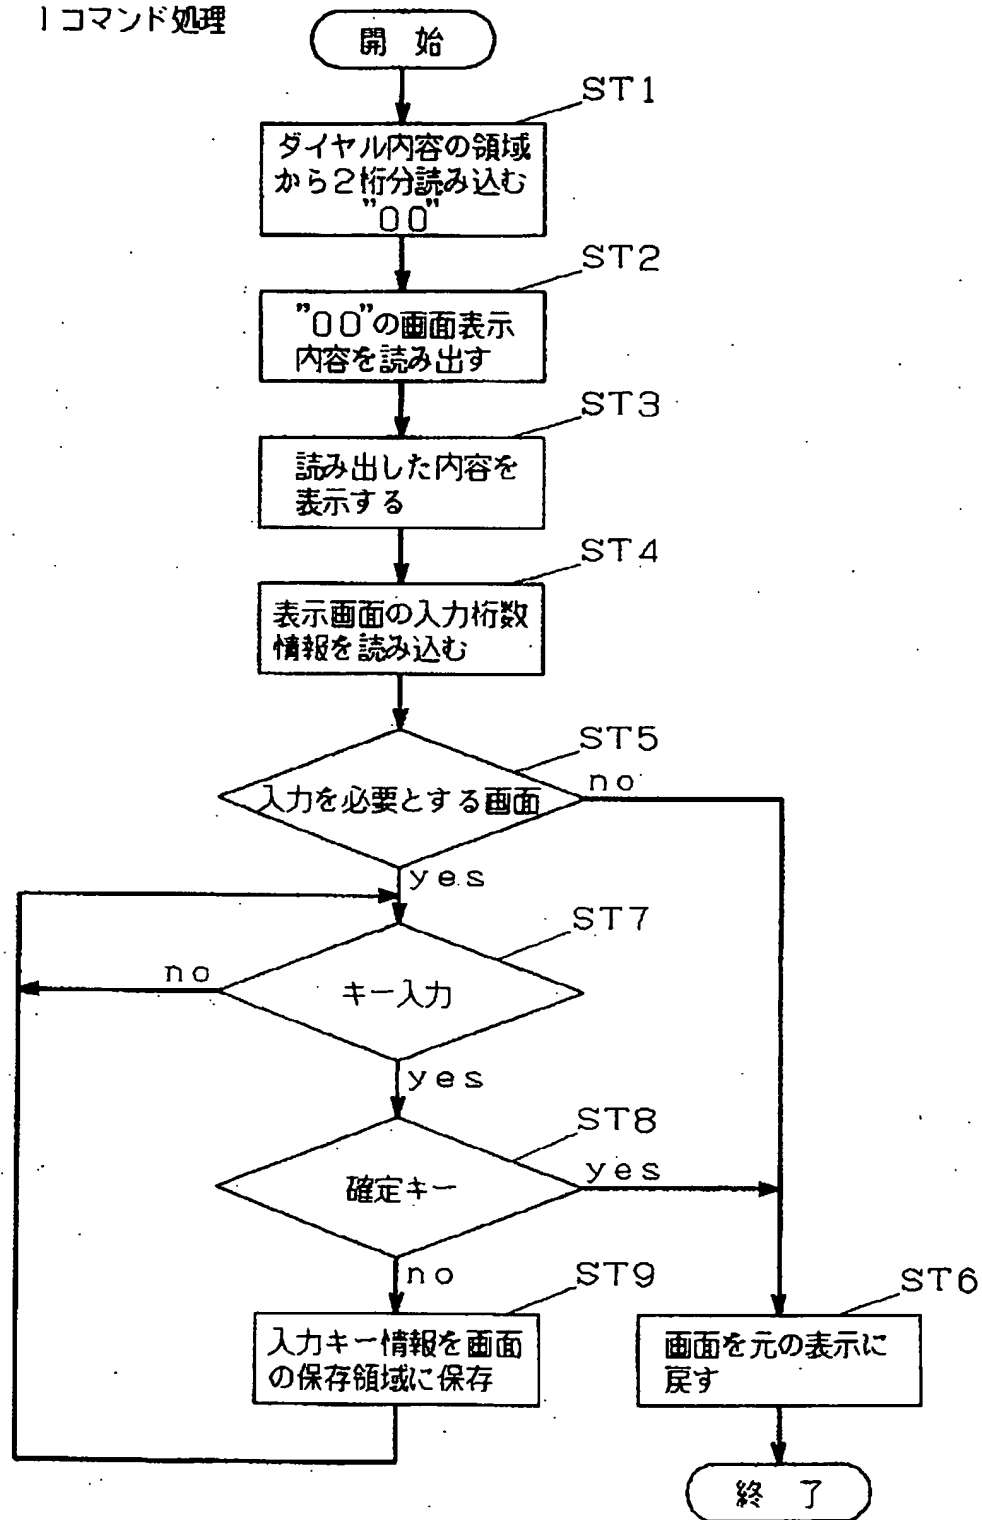 1コマンド処理
開 始
ST1
ダイヤル内容の領域
から2桁分読み込む
"00"
ST2
"00"の画面表示
内容を読み出す
ST3
読み出した内容を
表示する
ST4
表示画面の入力桁数
情報を読み込む
ST5
入力を必要とする画面
no
yes
ST7
キー入力
no
yes
ST8
確定キー
yes
no
ST9
入力キー情報を画面
の保存領域に保存
ST6
画面を元の表示に
戻す
終 了